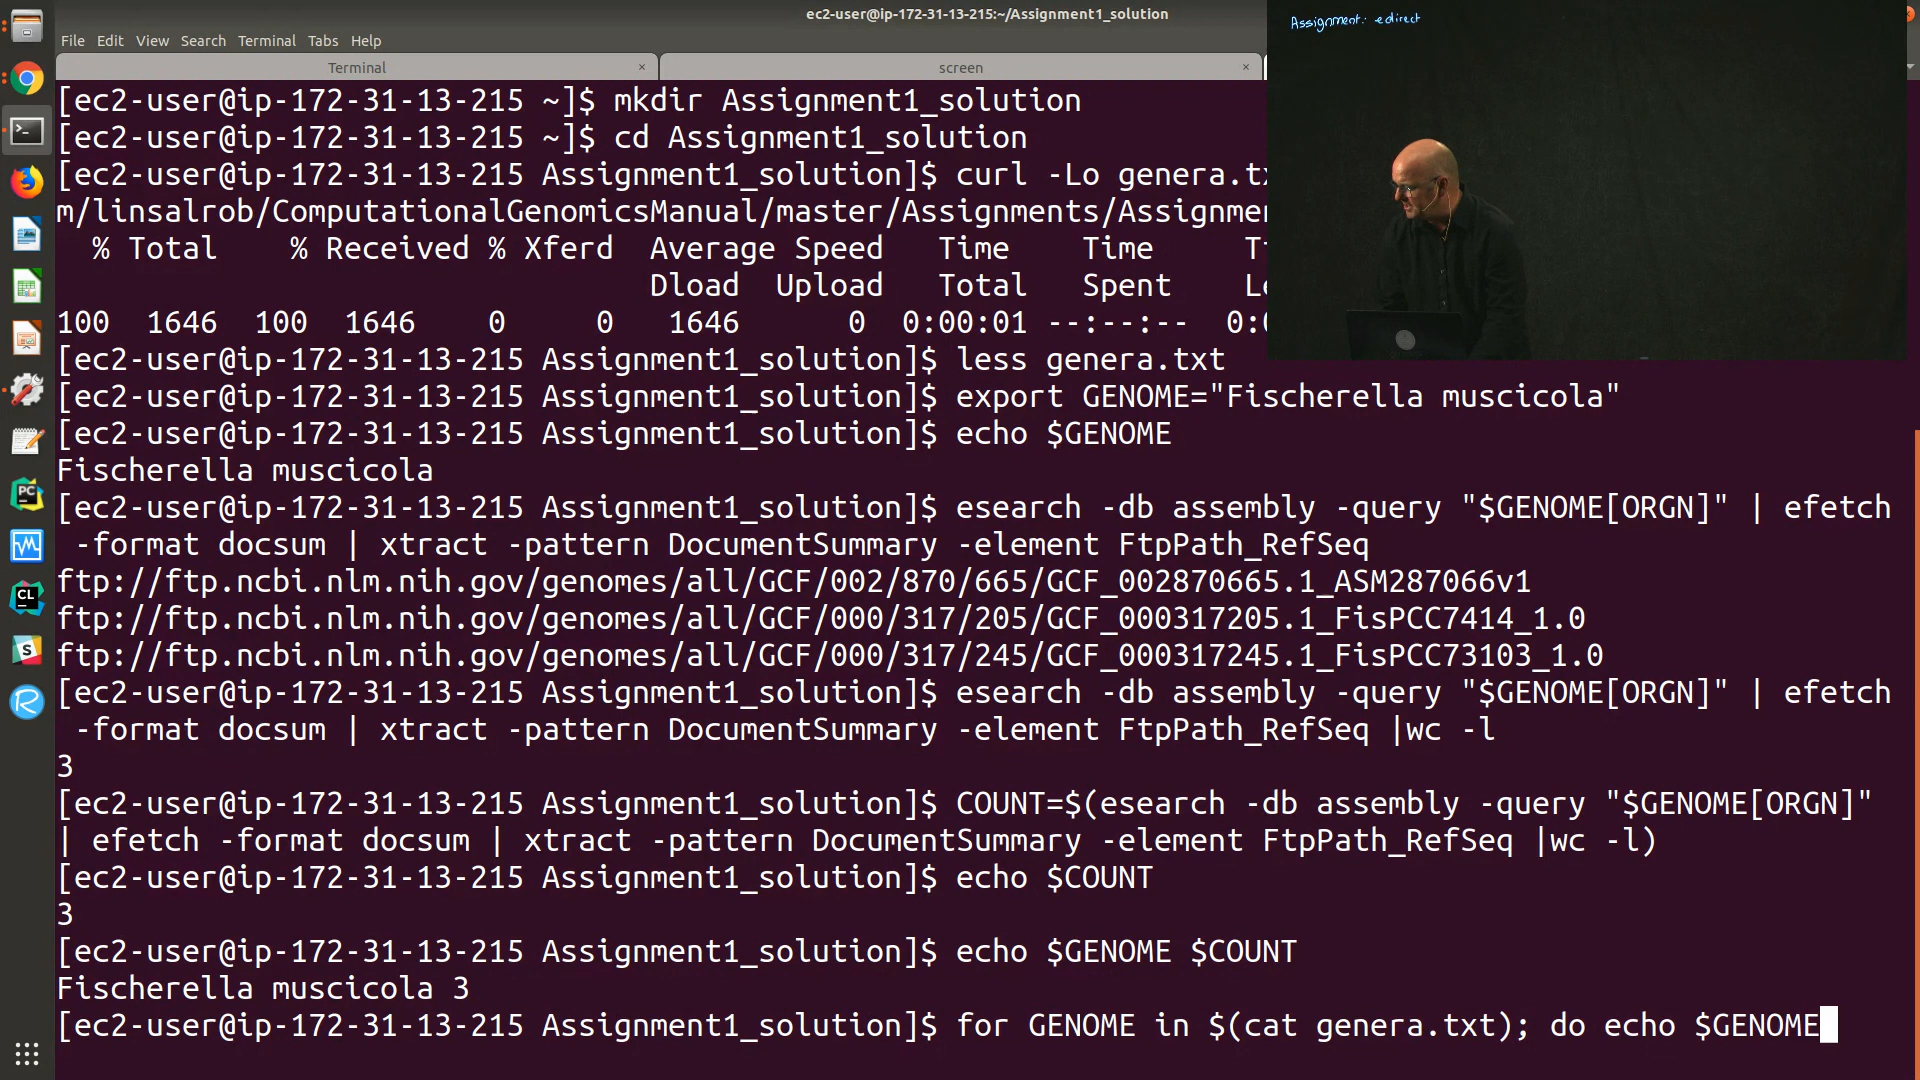 ec2-user@ip-172-31-13-215:~/Assignment1_solution
File Edit View Search Terminal Tabs Help
Assignment: edirect
Terminal × screen ×
[ec2-user@ip-172-31-13-215 ~]$ mkdir Assignment1_solution
[ec2-user@ip-172-31-13-215 ~]$ cd Assignment1_solution
[ec2-user@ip-172-31-13-215 Assignment1_solution]$ curl -Lo genera.tx
m/linsalrob/ComputationalGenomicsManual/master/Assignments/Assignme
% Total % Received % Xferd Average Speed Time Time
Dload Upload Total Spent
100 1646 100 1646 0 0 1646 0 0:00:01 --:--:--
[ec2-user@ip-172-31-13-215 Assignment1_solution]$ less genera.txt
[ec2-user@ip-172-31-13-215 Assignment1_solution]$ export GENOME="Fischerella muscicola"
[ec2-user@ip-172-31-13-215 Assignment1_solution]$ echo $GENOME
Fischerella muscicola
[ec2-user@ip-172-31-13-215 Assignment1_solution]$ esearch -db assembly -query "$GENOME[ORGN]" | efetch
-format docsum | xtract -pattern DocumentSummary -element FtpPath_RefSeq
ftp://ftp.ncbi.nlm.nih.gov/genomes/all/GCF/002/870/665/GCF_002870665.1_ASM287066v1
ftp://ftp.ncbi.nlm.nih.gov/genomes/all/GCF/000/317/205/GCF_000317205.1_FisPCC7414_1.0
ftp://ftp.ncbi.nlm.nih.gov/genomes/all/GCF/000/317/245/GCF_000317245.1_FisPCC73103_1.0
[ec2-user@ip-172-31-13-215 Assignment1_solution]$ esearch -db assembly -query "$GENOME[ORGN]" | efetch
-format docsum | xtract -pattern DocumentSummary -element FtpPath_RefSeq |wc -l
3
[ec2-user@ip-172-31-13-215 Assignment1_solution]$ COUNT=$(esearch -db assembly -query "$GENOME[ORGN]"
| efetch -format docsum | xtract -pattern DocumentSummary -element FtpPath_RefSeq |wc -l)
[ec2-user@ip-172-31-13-215 Assignment1_solution]$ echo $COUNT
3
[ec2-user@ip-172-31-13-215 Assignment1_solution]$ echo $GENOME $COUNT
Fischerella muscicola 3
[ec2-user@ip-172-31-13-215 Assignment1_solution]$ for GENOME in $(cat genera.txt); do echo $GENOME